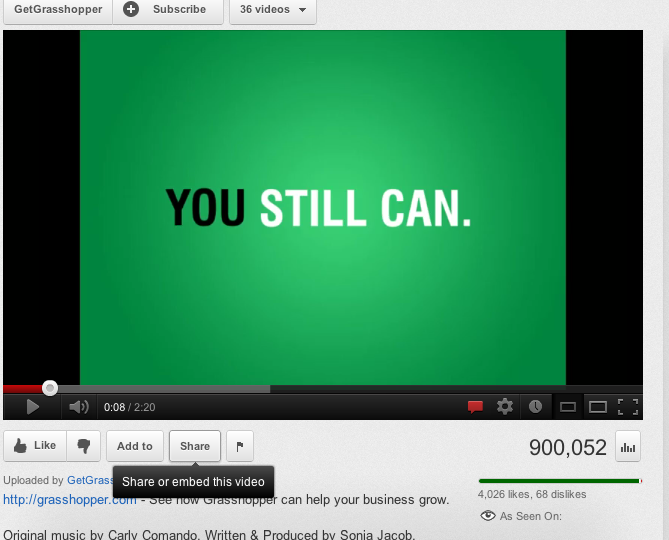 GetGrasshopper Subscribe 36 videos
YOU STILL CAN.
0:08 / 2:20
Like Add to Share 900,052
Share or embed this video
Uploaded by GetGrass
4,026 likes, 68 dislikes
http://grasshopper.com - See how Grasshopper can help your business grow.
As Seen On:
Original music by Carly Comando. Written & Produced by Sonja Jacob.